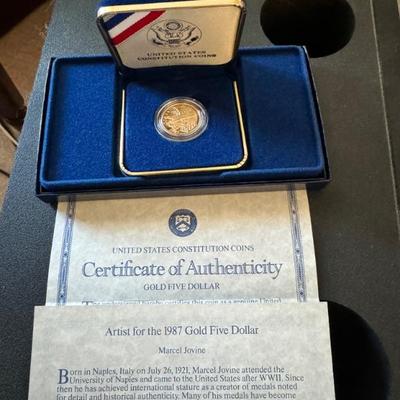 UNITED STATES
CONSTITUTION COINS
UNITED STATES CONSTITUTION COINS
Certificate of Authenticity
GOLD FIVE DOLLAR
Artist for the 1987 Gold Five Dollar
Marcel Jovine
Born in Naples, Italy on July 26, 1921, Marcel Jovine attended the
University of Naples and came to the United States after WWII. Since
then he has achieved international stature as a creator of medals noted
for detail and historical authenticity. Many of his medals have become